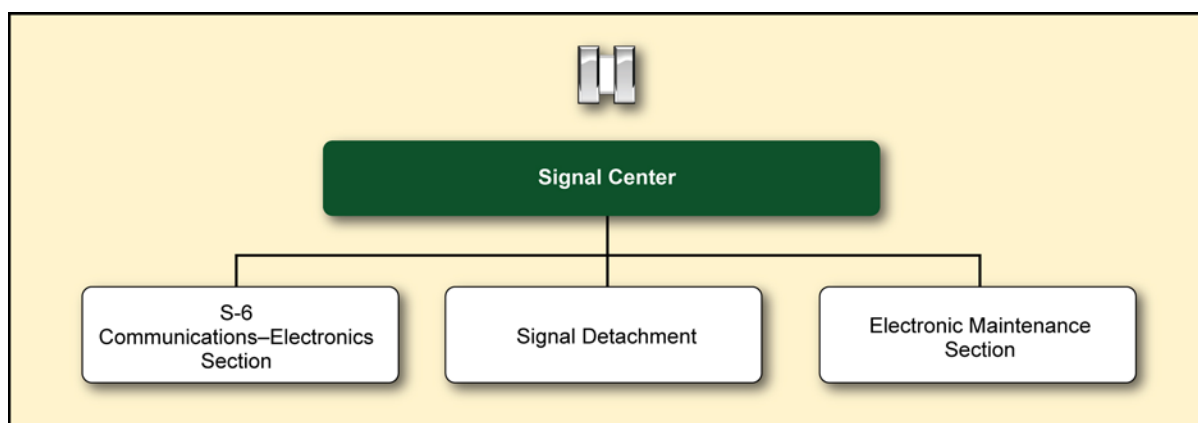 Signal Center
S-6
Communications–Electronics
Section
Signal Detachment
Electronic Maintenance
Section